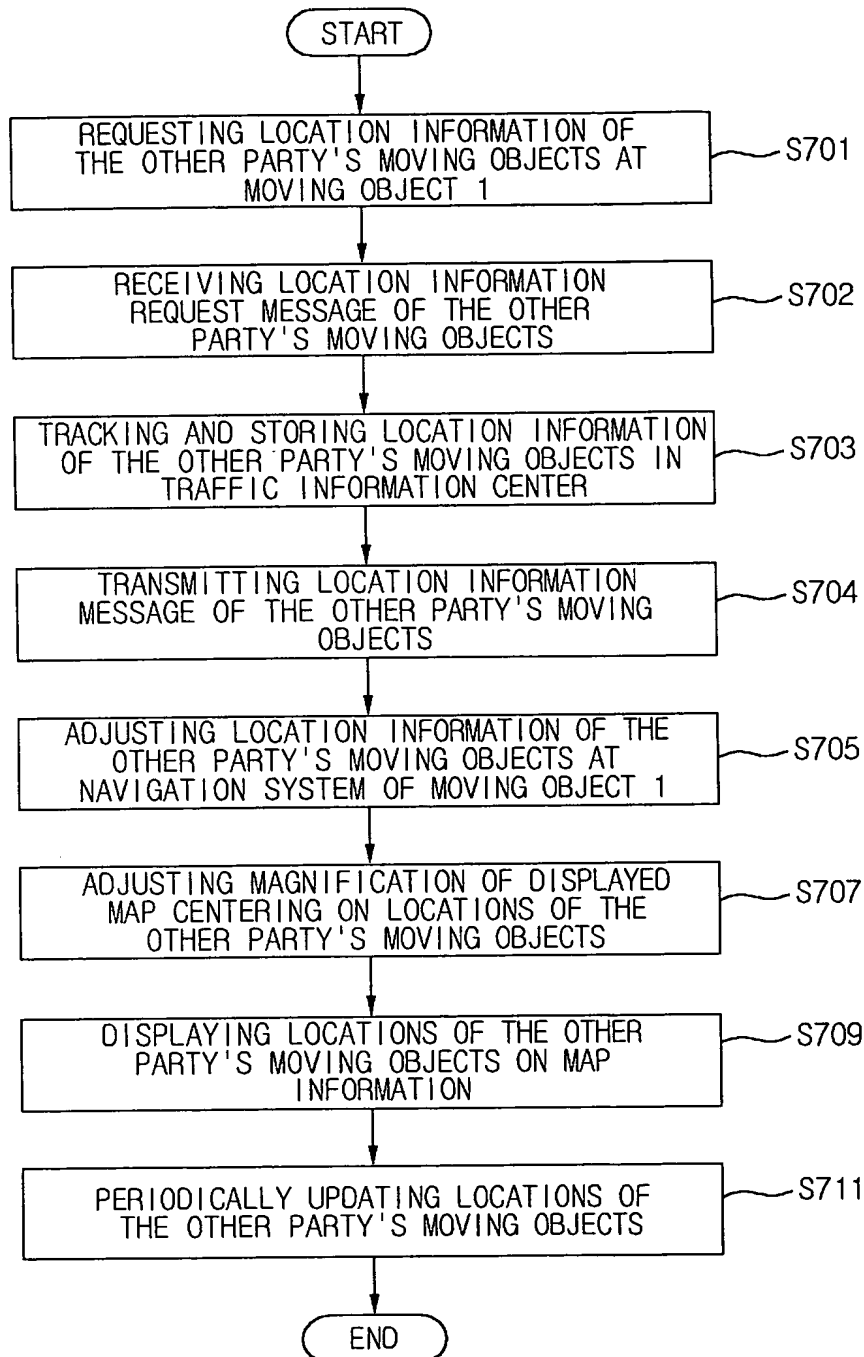 START
REQUESTING LOCATION INFORMATION OF
THE OTHER PARTY'S MOVING OBJECTS AT
MOVING OBJECT 1
S701
RECEIVING LOCATION INFORMATION
REQUEST MESSAGE OF THE OTHER
PARTY'S MOVING OBJECTS
S702
TRACKING AND STORING LOCATION INFORMATION
OF THE OTHER PARTY'S MOVING OBJECTS IN
TRAFFIC INFORMATION CENTER
S703
TRANSMITTING LOCATION INFORMATION
MESSAGE OF THE OTHER PARTY'S MOVING
OBJECTS
S704
ADJUSTING LOCATION INFORMATION OF THE
OTHER PARTY'S MOVING OBJECTS AT
NAVIGATION SYSTEM OF MOVING OBJECT 1
S705
ADJUSTING MAGNIFICATION OF DISPLAYED
MAP CENTERING ON LOCATIONS OF THE
OTHER PARTY'S MOVING OBJECTS
S707
DISPLAYING LOCATIONS OF THE OTHER
PARTY'S MOVING OBJECTS ON MAP
INFORMATION
S709
PERIODICALLY UPDATING LOCATIONS OF
THE OTHER PARTY'S MOVING OBJECTS
S711
END